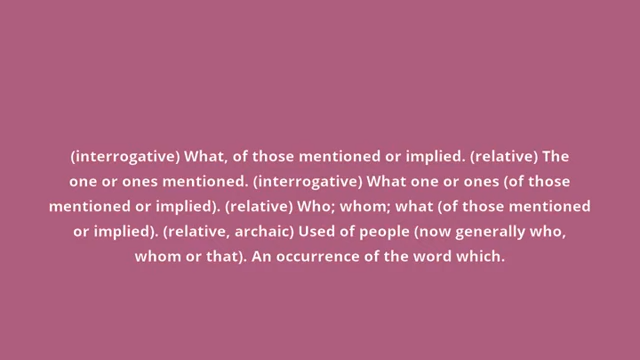 (interrogative) What, of those mentioned or implied. (relative) The
one or ones mentioned. (interrogative) What one or ones (of those
mentioned or implied). (relative) Who; whom; what (of those mentioned
or implied). (relative, archaic) Used of people (now generally who,
whom or that). An occurrence of the word which.